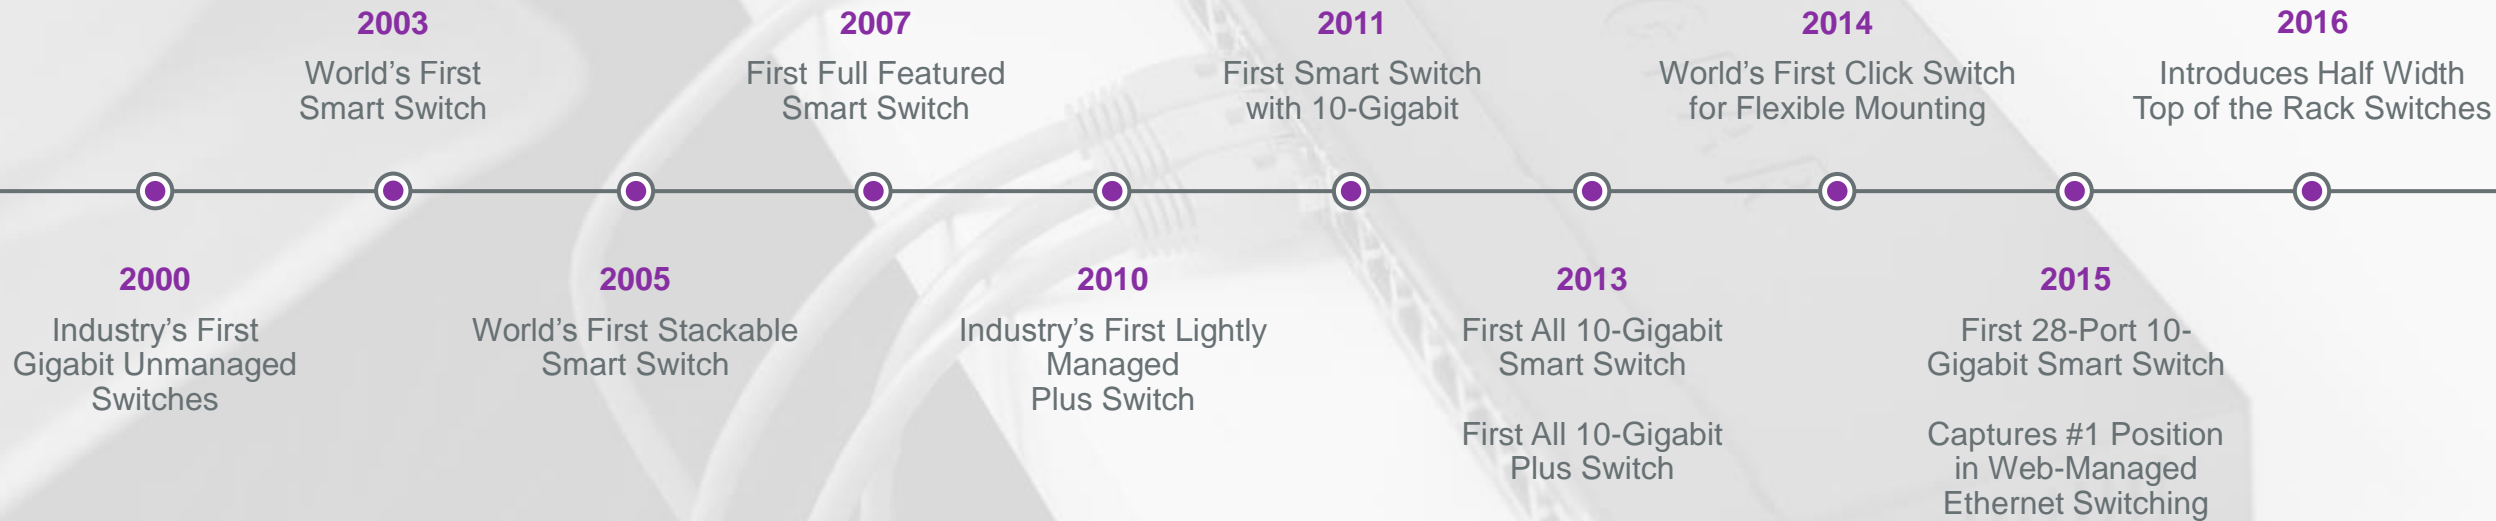 2003
World’s First
Smart Switch
2007
First Full Featured
Smart Switch
2011
First Smart Switch
with 10-Gigabit
2014
World’s First Click Switch
for Flexible Mounting
2016
Introduces Half Width
Top of the Rack Switches
2000
Industry’s First
Gigabit Unmanaged
Switches
2005
World’s First Stackable
Smart Switch
2010
Industry’s First Lightly
Managed
Plus Switch
2013
First All 10-Gigabit
Smart Switch
First All 10-Gigabit
Plus Switch
2015
First 28-Port 10-
Gigabit Smart Switch
Captures #1 Position
in Web-Managed
Ethernet Switching